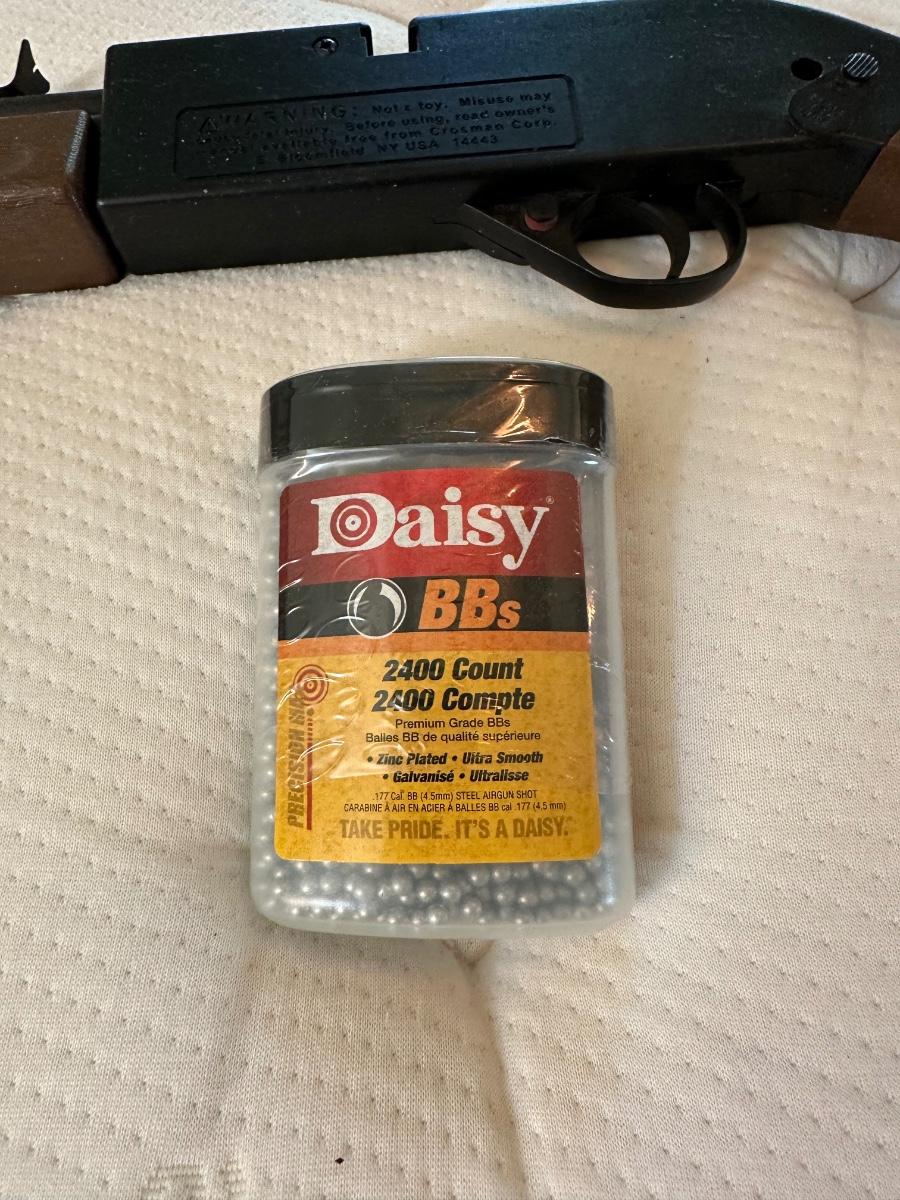 WARNING: Not a toy. Misuse may
injury. Before using, read owner's
available free from Crosman Corp.
E. Bloomfield NY USA 14443
Daisy®
BBs
2400 Count
2400 Compte
Premium Grade BBs
Balles BB de qualité supérieure
• Zinc Plated • Ultra Smooth
• Galvanisé • Ultralisse
.177 Cal. BB (4.5mm) STEEL AIRGUN SHOT
CARABINE À AIR EN ACIER À BALLES BB cal .177 (4.5 mm)
TAKE PRIDE. IT'S A DAISY.
PRECISION